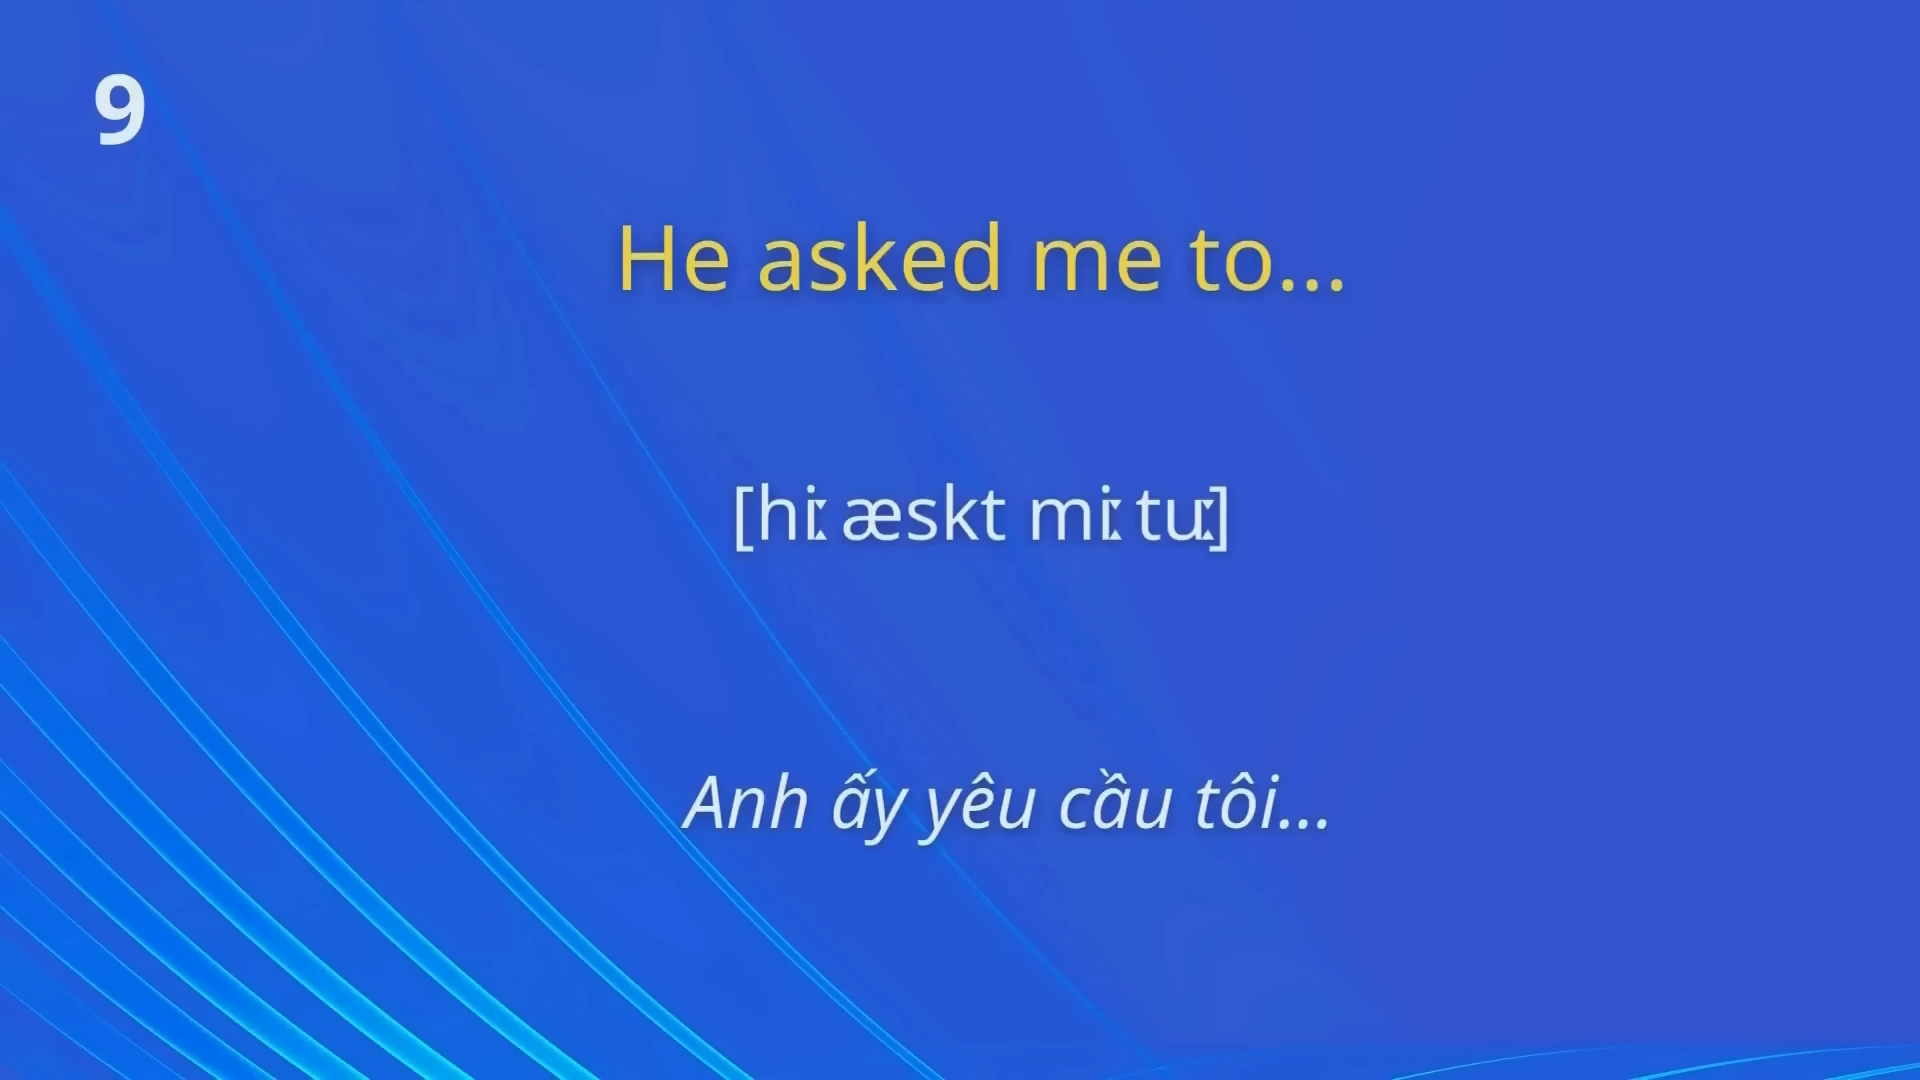 9
He asked me to...
[hiː æskt miː tuː]
Anh ấy yêu cầu tôi...